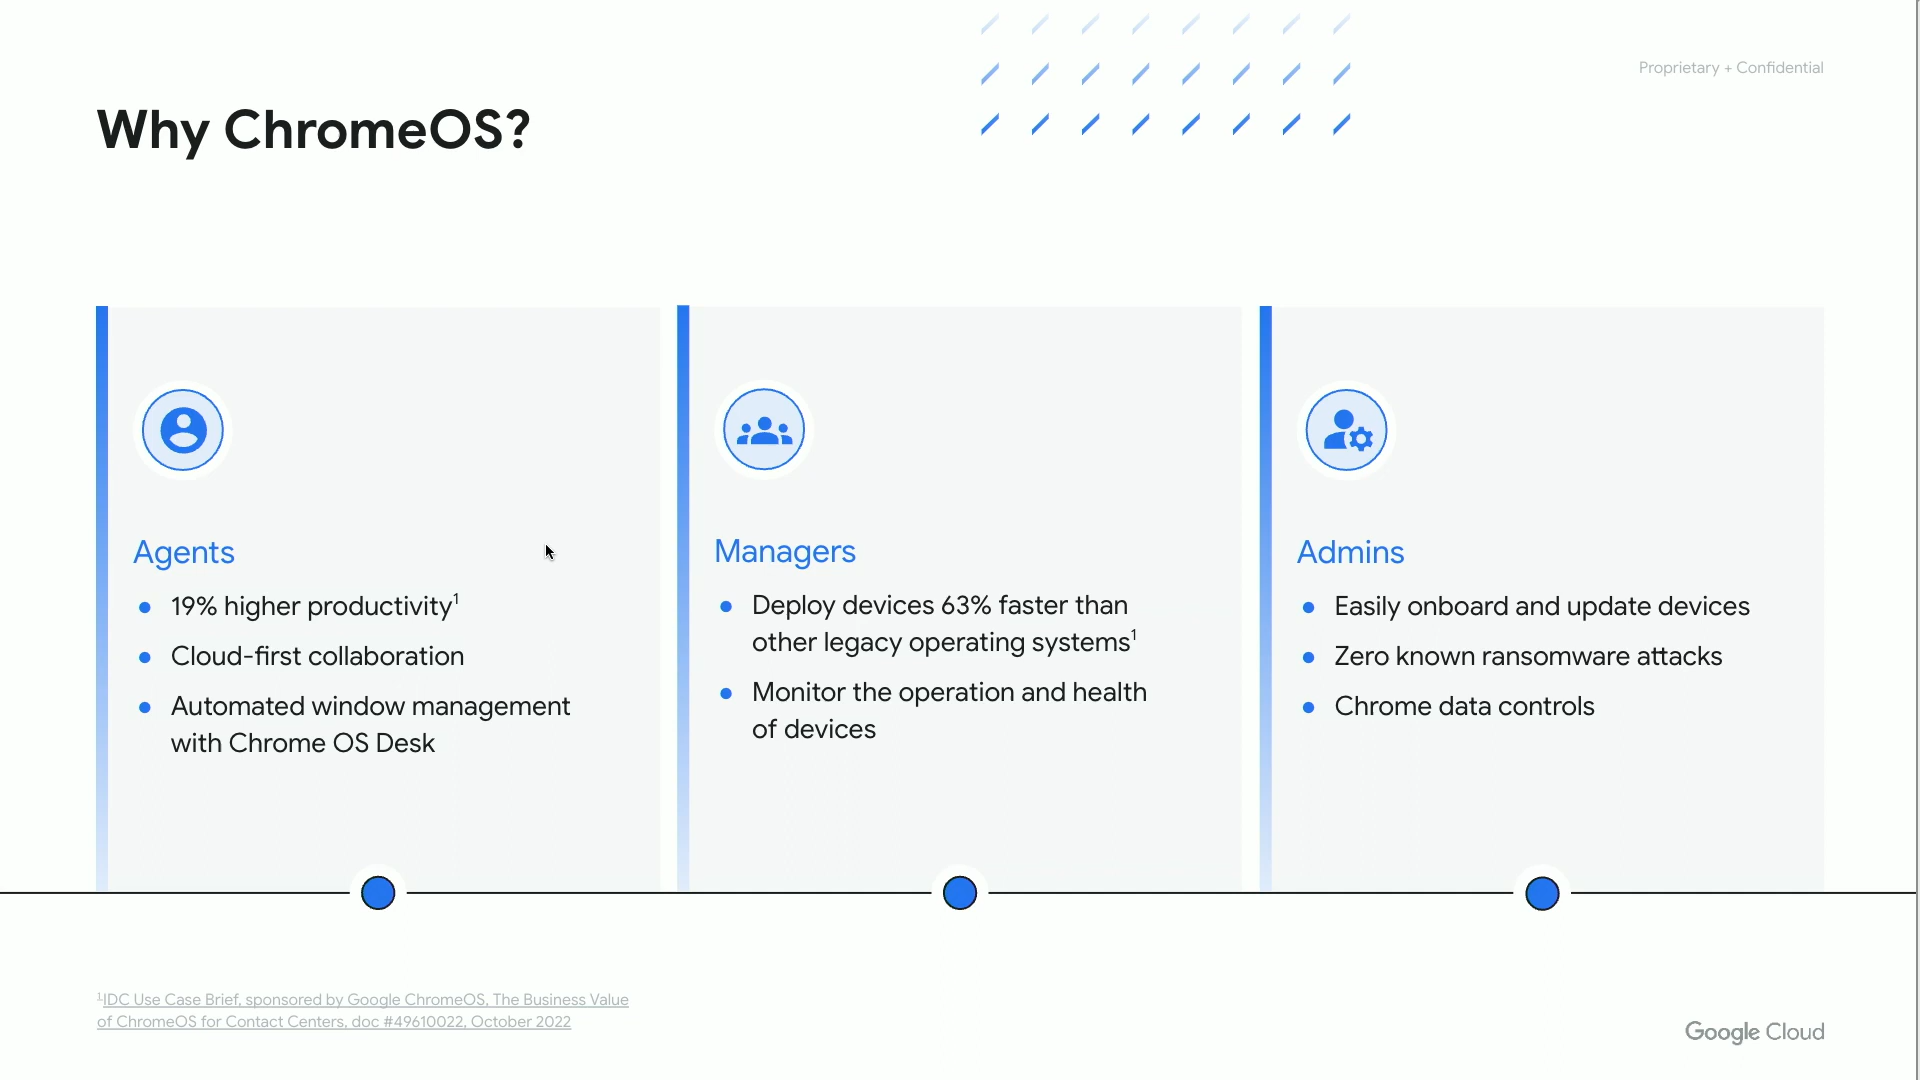 Proprietary + Confidential
Why ChromeOS?
Agents
19% higher productivity¹
Cloud-first collaboration
Automated window management
with Chrome OS Desk
Managers
Deploy devices 63% faster than
other legacy operating systems¹
Monitor the operation and health
of devices
Admins
Easily onboard and update devices
Zero known ransomware attacks
Chrome data controls
¹IDC Use Case Brief, sponsored by Google ChromeOS, The Business Value
of ChromeOS for Contact Centers, doc #49610022, October 2022
Google Cloud